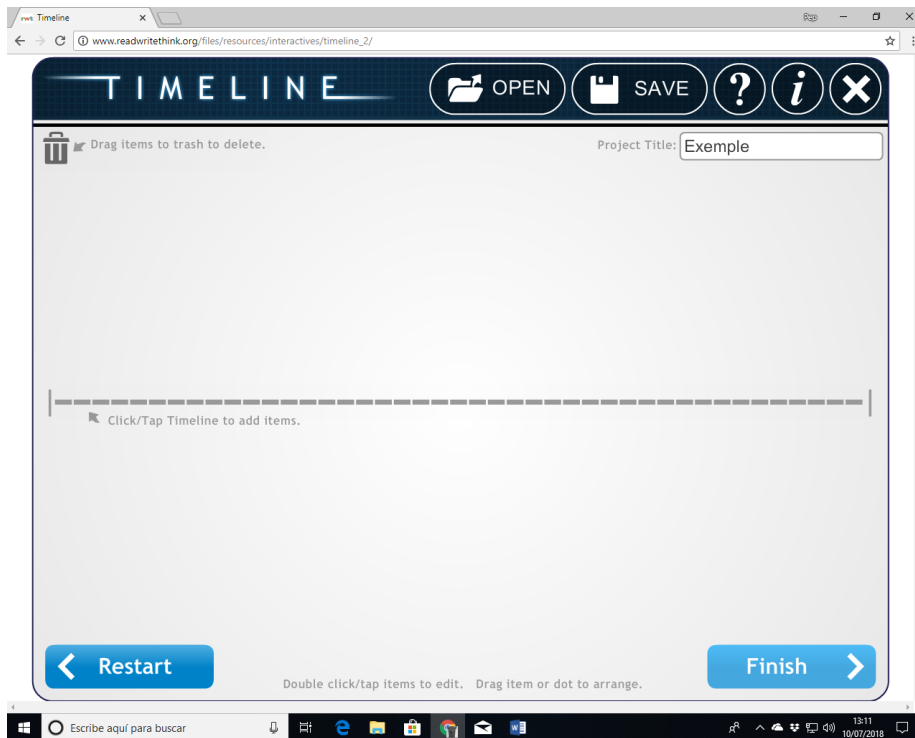 rwt Timeline
www.readwritethink.org/files/resources/interactives/timeline_2/
TIMELINE OPEN SAVE ? i
Drag items to trash to delete. Project Title: Exemple
Click/Tap Timeline to add items.
Restart Finish
Double click/tap items to edit. Drag item or dot to arrange.
Escribe aquí para buscar
13:11
10/07/2018